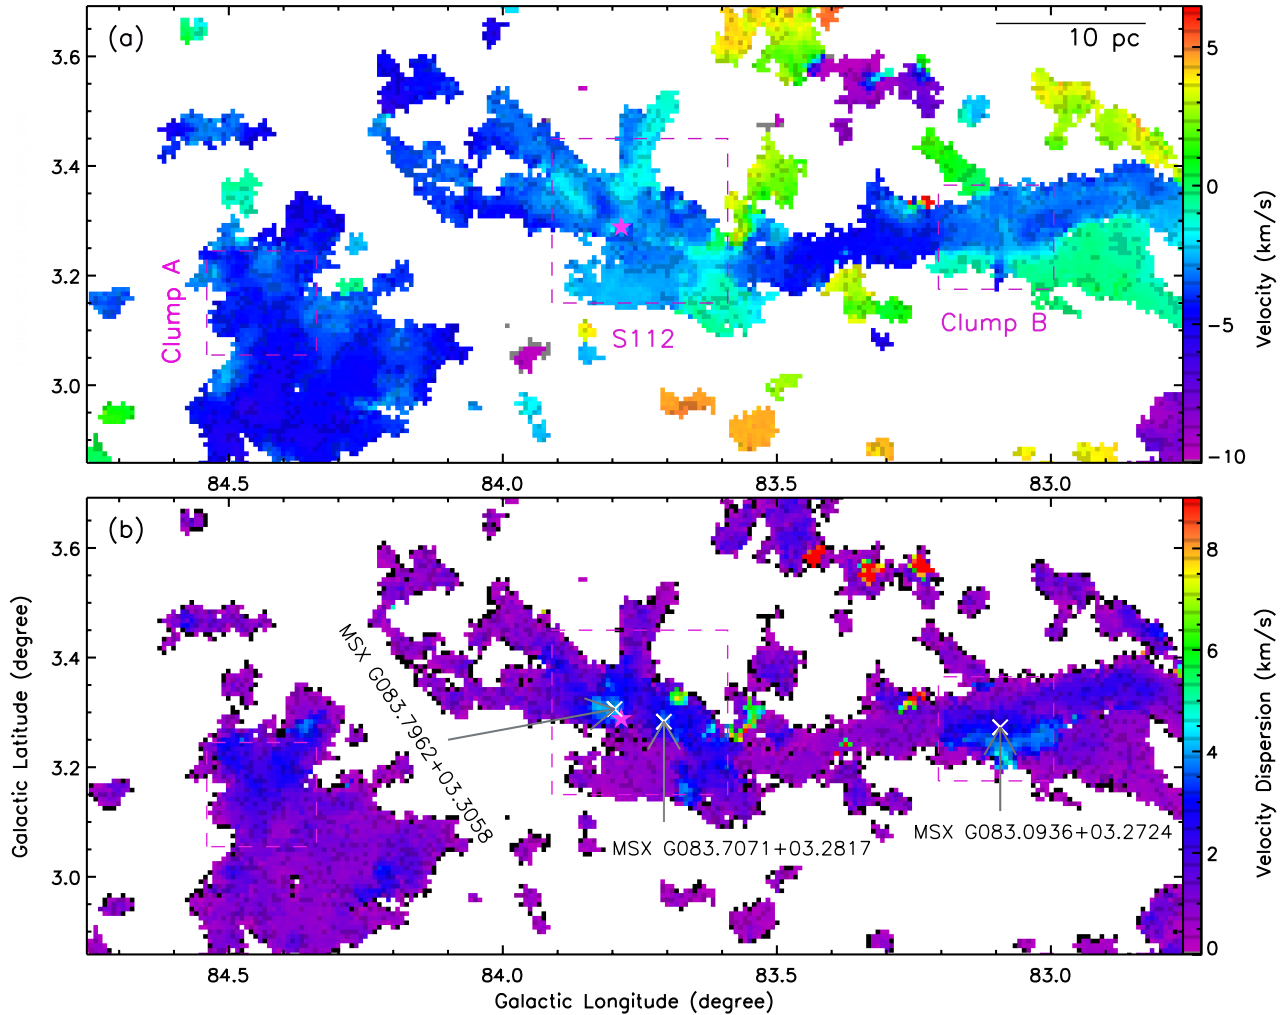 (a)
10 pc
3.6
3.4
3.2
3.0
Clump A
S112
Clump B
84.5
84.0
83.5
83.0
5
0
−5
−10
Velocity (km/s)
(b)
3.6
3.4
3.2
3.0
MSX G083.7962+03.3058
MSX G083.7071+03.2817
MSX G083.0936+03.2724
84.5
84.0
83.5
83.0
Galactic Longitude (degree)
Galactic Latitude (degree)
8
6
4
2
0
Velocity Dispersion (km/s)